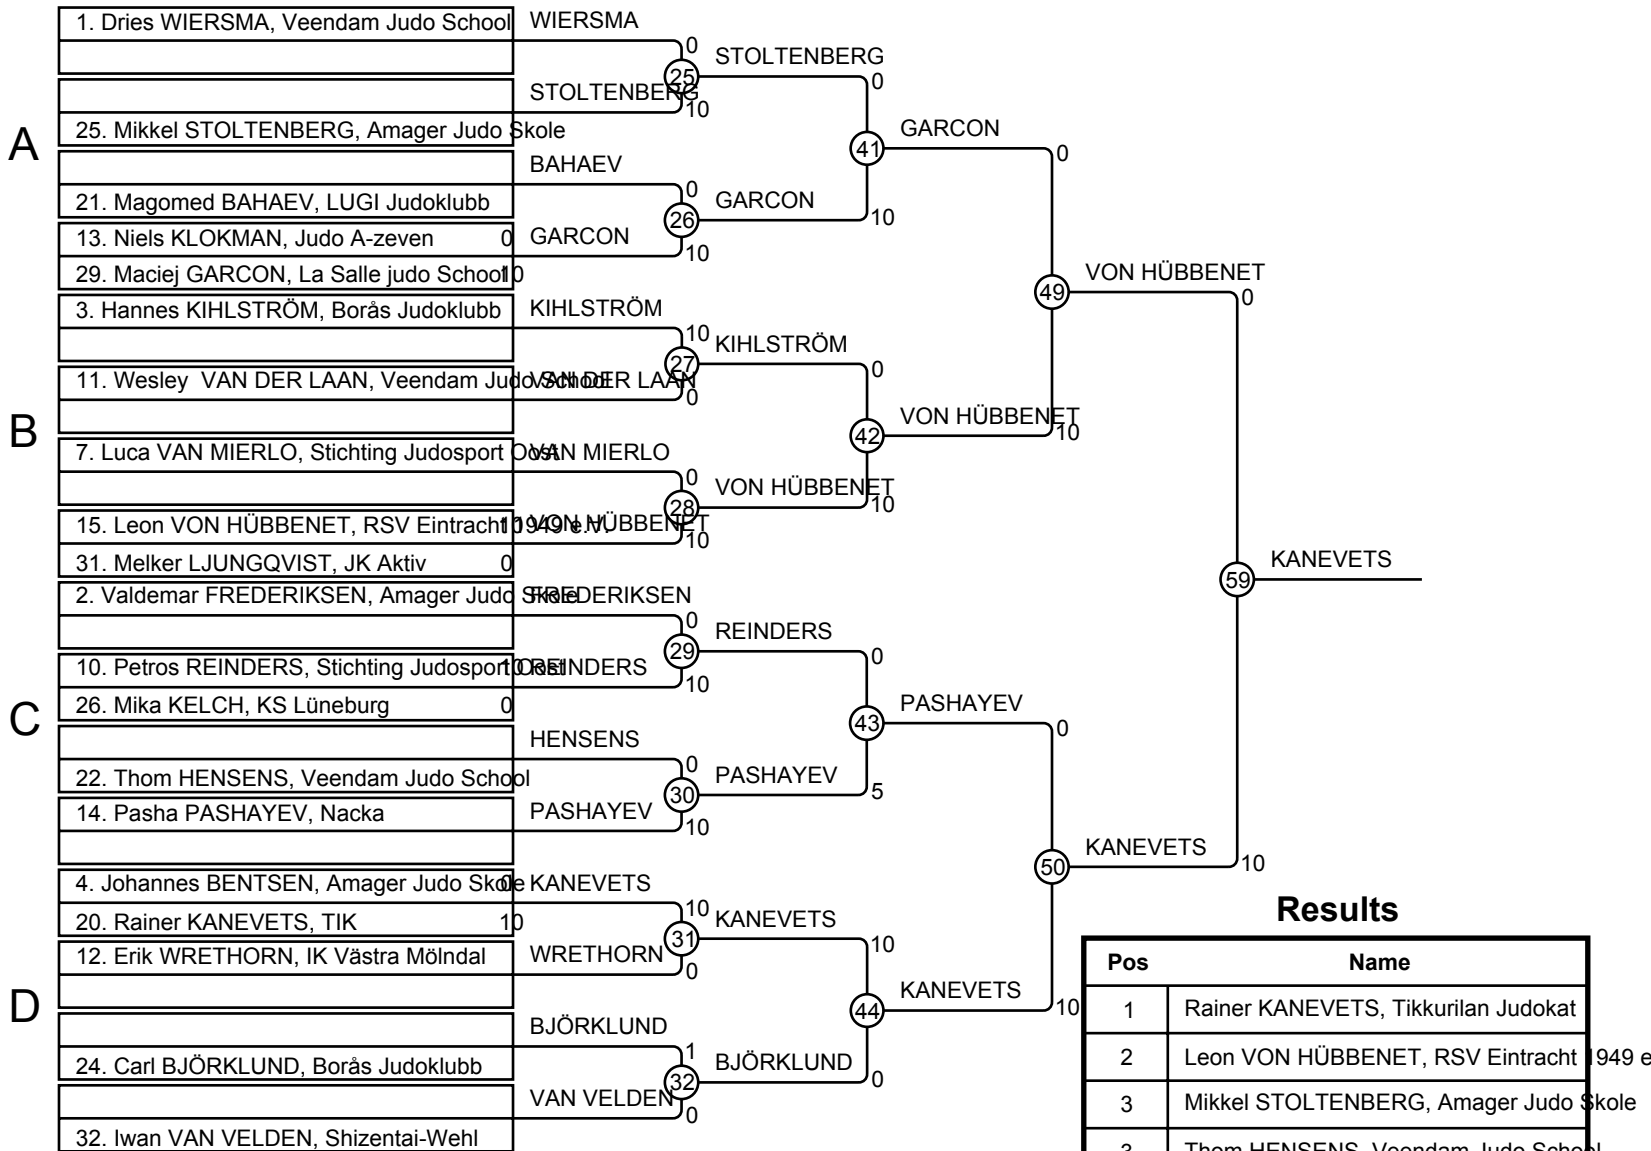 1. Dries WIERSMA, Veendam Judo School
25. Mikkel STOLTENBERG, Amager Judo Skole
A
21. Magomed BAHAEV, LUGI Judoklubb
13. Niels KLOKMAN, Judo A-zeven 0
29. Maciej GARCON, La Salle judo School 10
3. Hannes KIHLSTRÖM, Borås Judoklubb
11. Wesley  VAN DER LAAN, Veendam Judo School
B
7. Luca VAN MIERLO, Stichting Judosport Oost
15. Leon VON HÜBBENET, RSV Eintracht 1949 e.V. 10
31. Melker LJUNGQVIST, JK Aktiv 0
2. Valdemar FREDERIKSEN, Amager Judo Skole
10. Petros REINDERS, Stichting Judosport Oost 10
26. Mika KELCH, KS Lüneburg 0
C
22. Thom HENSENS, Veendam Judo School
14. Pasha PASHAYEV, Nacka
4. Johannes BENTSEN, Amager Judo Skole 0
20. Rainer KANEVETS, TIK 10
12. Erik WRETHORN, IK Västra Mölndal
D
24. Carl BJÖRKLUND, Borås Judoklubb
32. Iwan VAN VELDEN, Shizentai-Wehl
WIERSMA
0
25
STOLTENBERG
10
BAHAEV
0
26
GARCON
10
KIHLSTRÖM
10
27
VAN DER LAAN
0
VAN MIERLO
0
28
VON HÜBBENET
10
FREDERIKSEN
0
29
REINDERS
10
HENSENS
0
30
PASHAYEV
10
KANEVETS
10
31
WRETHORN
0
BJÖRKLUND
1
32
VAN VELDEN
0
STOLTENBERG
0
41
GARCON
10
KIHLSTRÖM
0
42
VON HÜBBENET
10
REINDERS
0
43
PASHAYEV
5
KANEVETS
10
44
BJÖRKLUND
0
GARCON
0
49
VON HÜBBENET
10
PASHAYEV
0
50
KANEVETS
10
VON HÜBBENET
0
59
KANEVETS
10
KANEVETS
Results
Pos Name
1 Rainer KANEVETS, Tikkurilan Judokat
2 Leon VON HÜBBENET, RSV Eintracht 1949 e
3 Mikkel STOLTENBERG, Amager Judo Skole
3 Thom HENSENS, Veendam Judo School